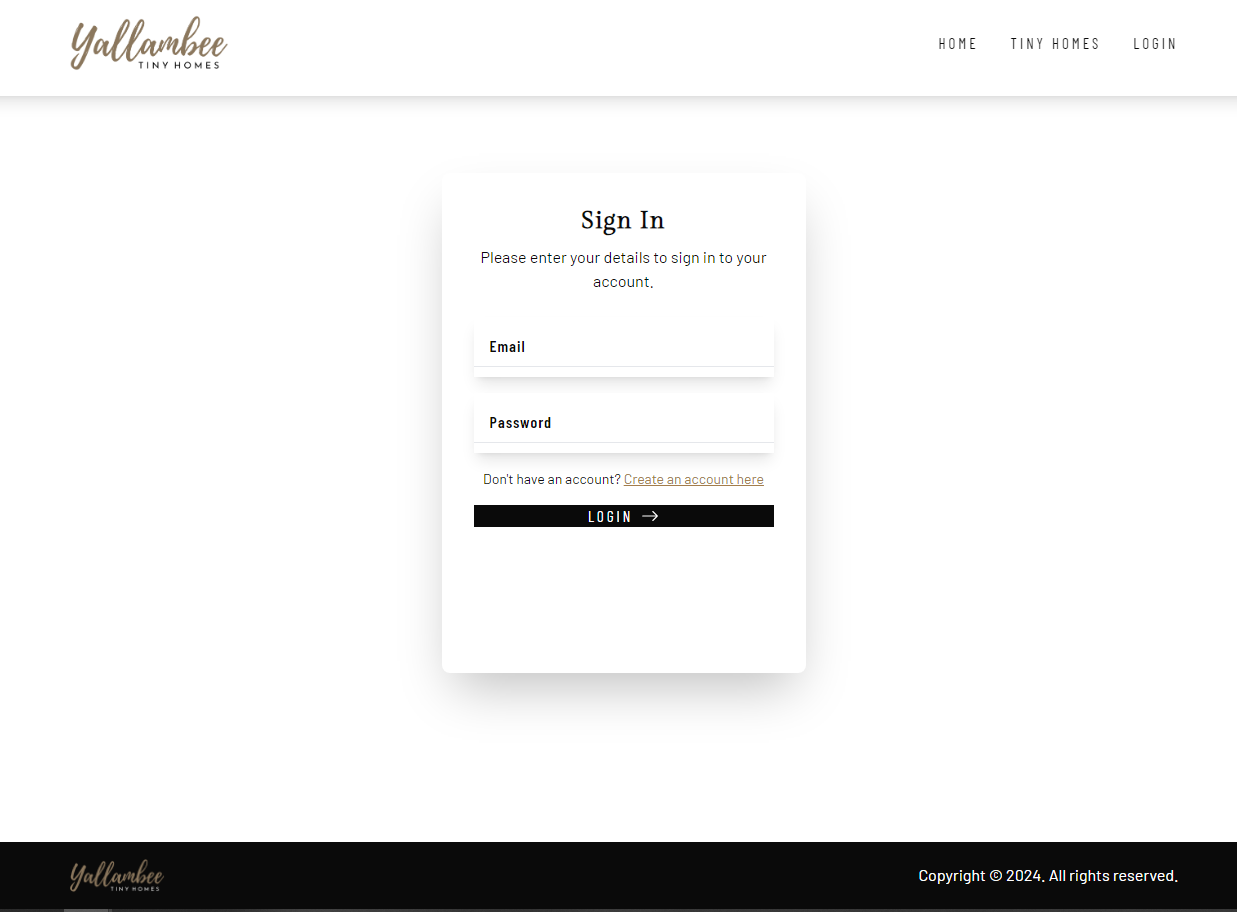 Yallambee
TINY HOMES
HOME TINY HOMES LOGIN
Sign In
Please enter your details to sign in to your
account.
Email
Password
Don't have an account? Create an account here
LOGIN →
Yallambee
TINY HOMES
Copyright © 2024. All rights reserved.